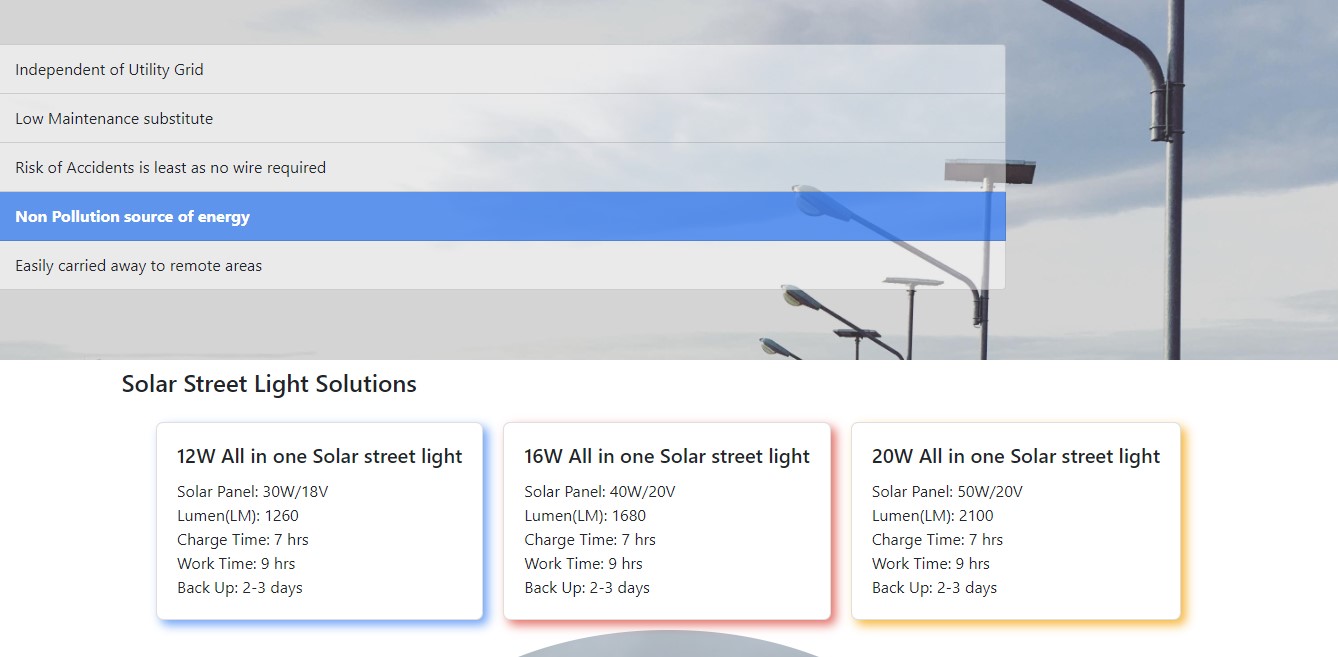 Independent of Utility Grid
Low Maintenance substitute
Risk of Accidents is least as no wire required
Non Pollution source of energy
Easily carried away to remote areas
Solar Street Light Solutions
12W All in one Solar street light
Solar Panel: 30W/18V
Lumen(LM): 1260
Charge Time: 7 hrs
Work Time: 9 hrs
Back Up: 2-3 days
16W All in one Solar street light
Solar Panel: 40W/20V
Lumen(LM): 1680
Charge Time: 7 hrs
Work Time: 9 hrs
Back Up: 2-3 days
20W All in one Solar street light
Solar Panel: 50W/20V
Lumen(LM): 2100
Charge Time: 7 hrs
Work Time: 9 hrs
Back Up: 2-3 days